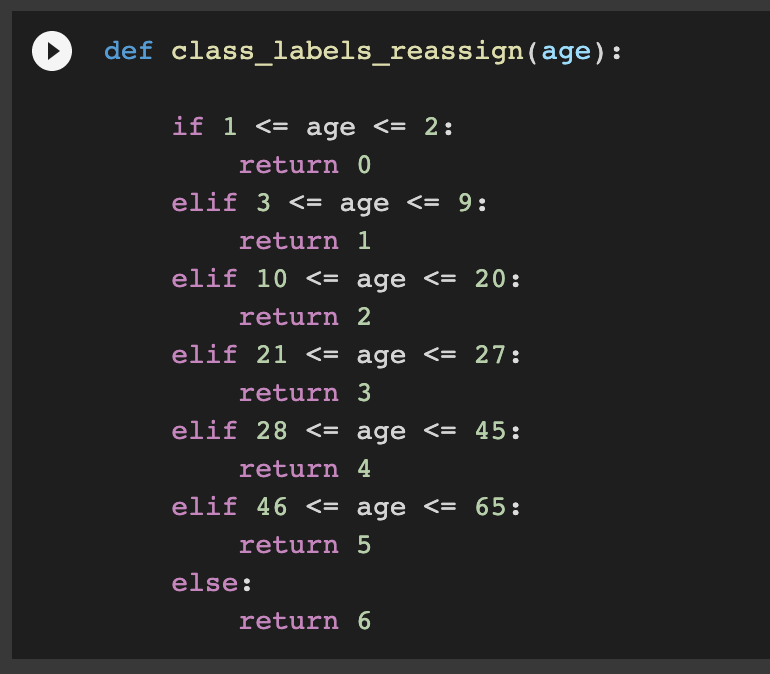 def class_labels_reassign(age):
    if 1 <= age <= 2:
        return 0
    elif 3 <= age <= 9:
        return 1
    elif 10 <= age <= 20:
        return 2
    elif 21 <= age <= 27:
        return 3
    elif 28 <= age <= 45:
        return 4
    elif 46 <= age <= 65:
        return 5
    else:
        return 6